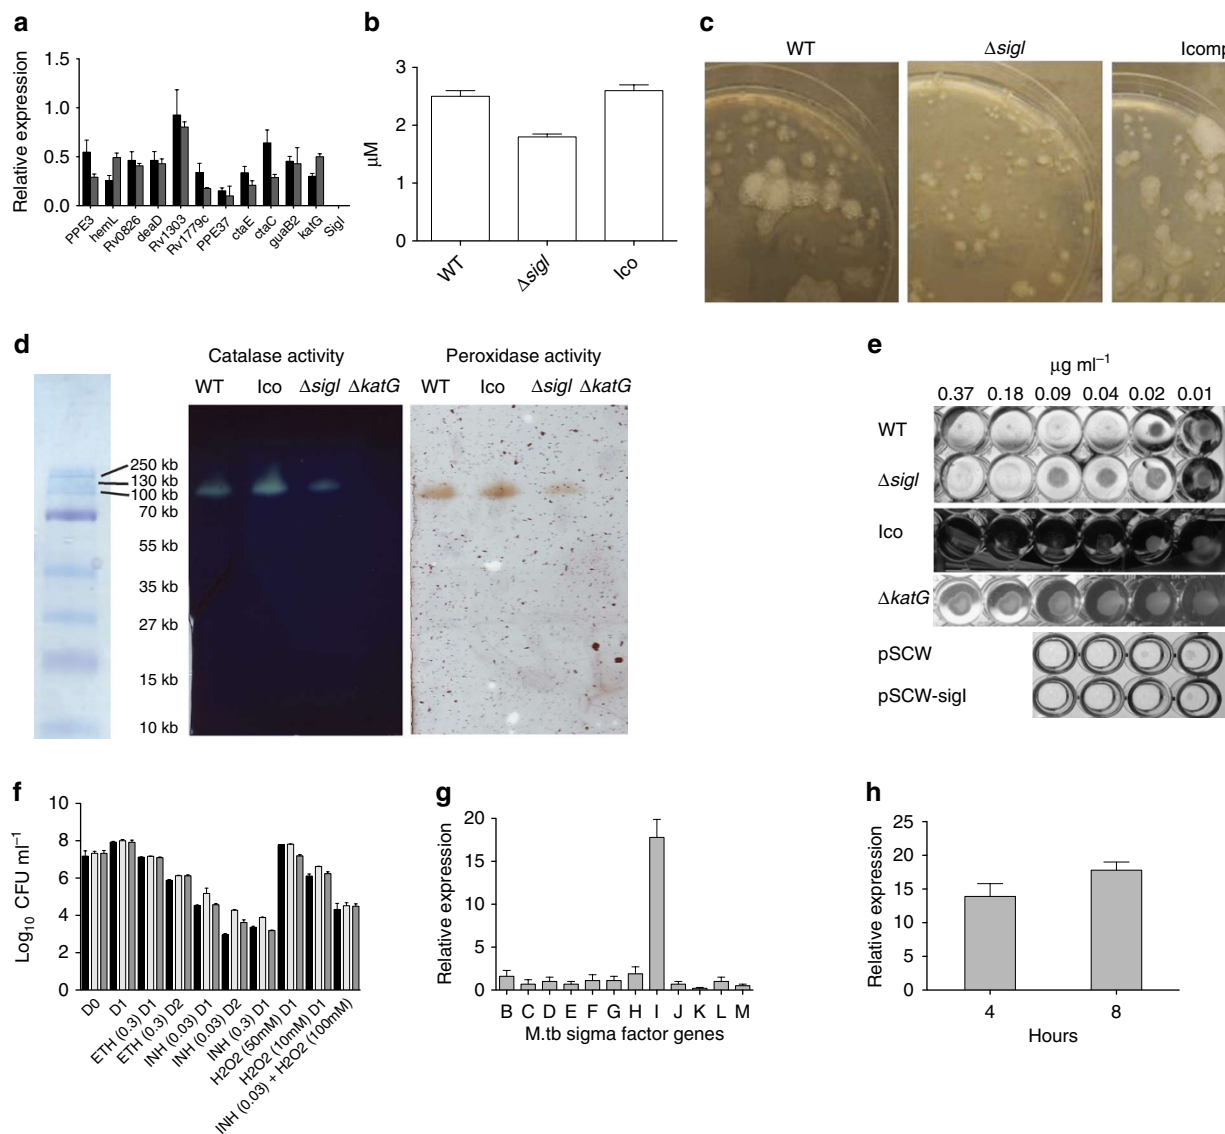 a
Relative expression
1.5
1.0
0.5
0.0
PPE3
hemL
Rv0826
deaD
Rv1303
Rv1779c
PPE37
ctaE
ctaC
guaB2
katG
SigI
b
μM
3
2
1
0
WT
ΔsigI
Ico
c
WT
ΔsigI
Icomp
d
Catalase activity
WT Ico ΔsigI ΔkatG
Peroxidase activity
WT Ico ΔsigI ΔkatG
250 kb
130 kb
100 kb
70 kb
55 kb
35 kb
27 kb
15 kb
10 kb
e
μg ml⁻¹
0.37 0.18 0.09 0.04 0.02 0.01
WT
ΔsigI
Ico
ΔkatG
pSCW
pSCW-sigI
f
Log₁₀ CFU ml⁻¹
10
8
6
4
2
0
D0
D1
ETH (0.3) D1
ETH (0.3) D2
INH (0.03) D1
INH (0.03) D2
INH (0.3) D1
H2O2 (50mM) D1
H2O2 (10mM) D1
INH (0.03) + H2O2 (100mM)
g
Relative expression
20
15
10
5
0
B C D E F G H I J K L M
M.tb sigma factor genes
h
Relative expression
25
20
15
10
5
0
4 8
Hours